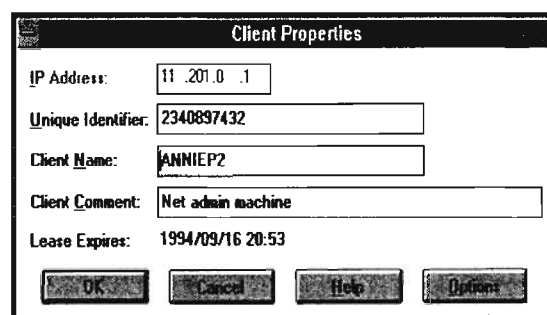 Client Properties
IP Address: 11 .201.0 .1
Unique Identifier: 2340897432
Client Name: ANNIEP2
Client Comment: Net admin machine
Lease Expires: 1994/09/16 20:53
OK Cancel Help Options